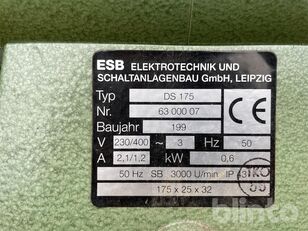 ESB ELEKTROTECHNIK UND
SCHALTANLAGENBAU GmbH, LEIPZIG
Typ DS 175
Nr. 63 000 07
Baujahr 199
V 230/400 ~ 3 Hz 50
A 2,1/1,2 kW 0,6
50 Hz SB 3000 U/min IP
175 x 25 x 32
CE
blinto